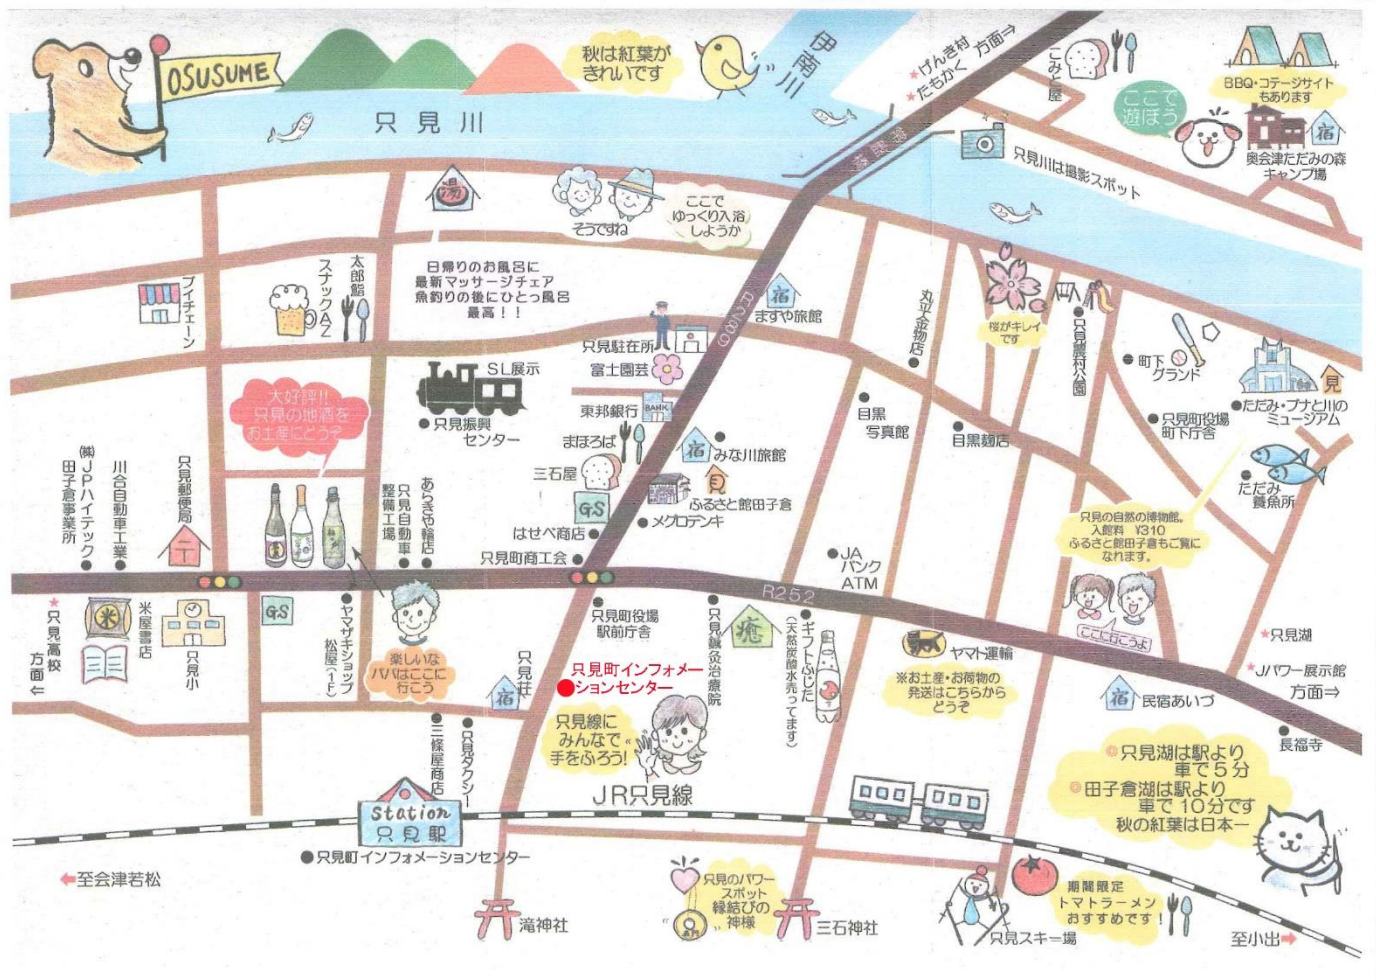 OSUSUME
秋は紅葉が
きれいです
只見川
伊南川
★げんき村
★たもかく 方面⇒
こみと屋
BBQ・コテージサイト
もあります
ここで
遊ぼう
宿
奥会津ただみの森
キャンプ場
只見川は撮影スポット
湯
そうですね
ここで
ゆっくり入浴
しようか
日帰りのお風呂に
最新マッサージチェア
魚釣りの後にひとっ風呂
最高！！
ブイチェーン
スナックAZ
太郎鮨
R289
宿
ますや旅館
只見駐在所
富士園芸
丸平金物店
桜がキレイ
です
只見農村公園
町下
グランド
見
ただみ・ブナと川の
ミュージアム
只見町役場
町下庁舎
ただみ
養魚所
SL展示
只見振興
センター
東邦銀行
BANK
まほろば
三石屋
GS
はせべ商店
只見町商工会
宿
みな川旅館
見
ふるさと館田子倉
メグロデンキ
目黒
写真館
目黒麹店
大好評!!
只見の地酒を
お土産にどうぞ
㈱JPハイテック
田子倉事業所
川合自動車工業
只見郵便局
〒
只見自動車
整備工場
あらきや輪店
JA
バンク
ATM
只見の自然の博物館。
入館料 ¥310
ふるさと館田子倉もご覧に
なれます。
ここに行こうよ
R252
★只見高校
方面⇐
米
米屋書店
只見小
GS
ヤマザキショップ
松屋(1F)
楽しいな
パパはここに
行こう
只見荘
宿
只見町役場
駅前庁舎
只見町インフォメー
ションセンター
只見鍼灸治療院
癒
ギフトふじた
(天然炭酸水売ってます)
ヤマト運輸
※お土産・お荷物の
発送はこちらから
どうぞ
★只見湖
★Jパワー展示館
方面⇒
宿
民宿あいづ
長福寺
只見線に
みんなで
手をふろう!
三條屋商店
只見タクシー
JR只見線
Station
只見駅
只見町インフォメーションセンター
只見湖は駅より
車で5分
田子倉湖は駅より
車で10分です
秋の紅葉は日本一
←至会津若松
滝神社
只見のパワー
スポット
縁結びの
神様
三石神社
只見スキー場
期間限定
トマトラーメン
おすすめです！
至小出→